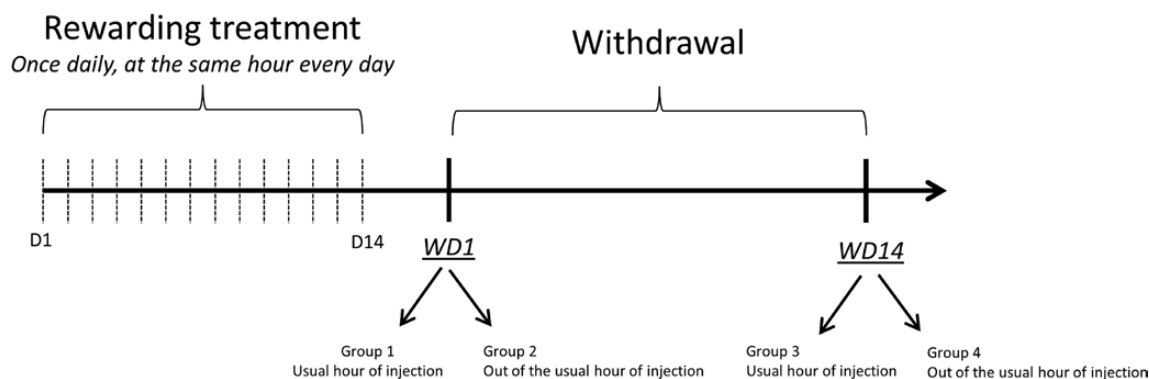 Rewarding treatment
Once daily, at the same hour every day
Withdrawal
D1
D14
WD1
WD14
Group 1
Usual hour of injection
Group 2
Out of the usual hour of injection
Group 3
Usual hour of injection
Group 4
Out of the usual hour of injection